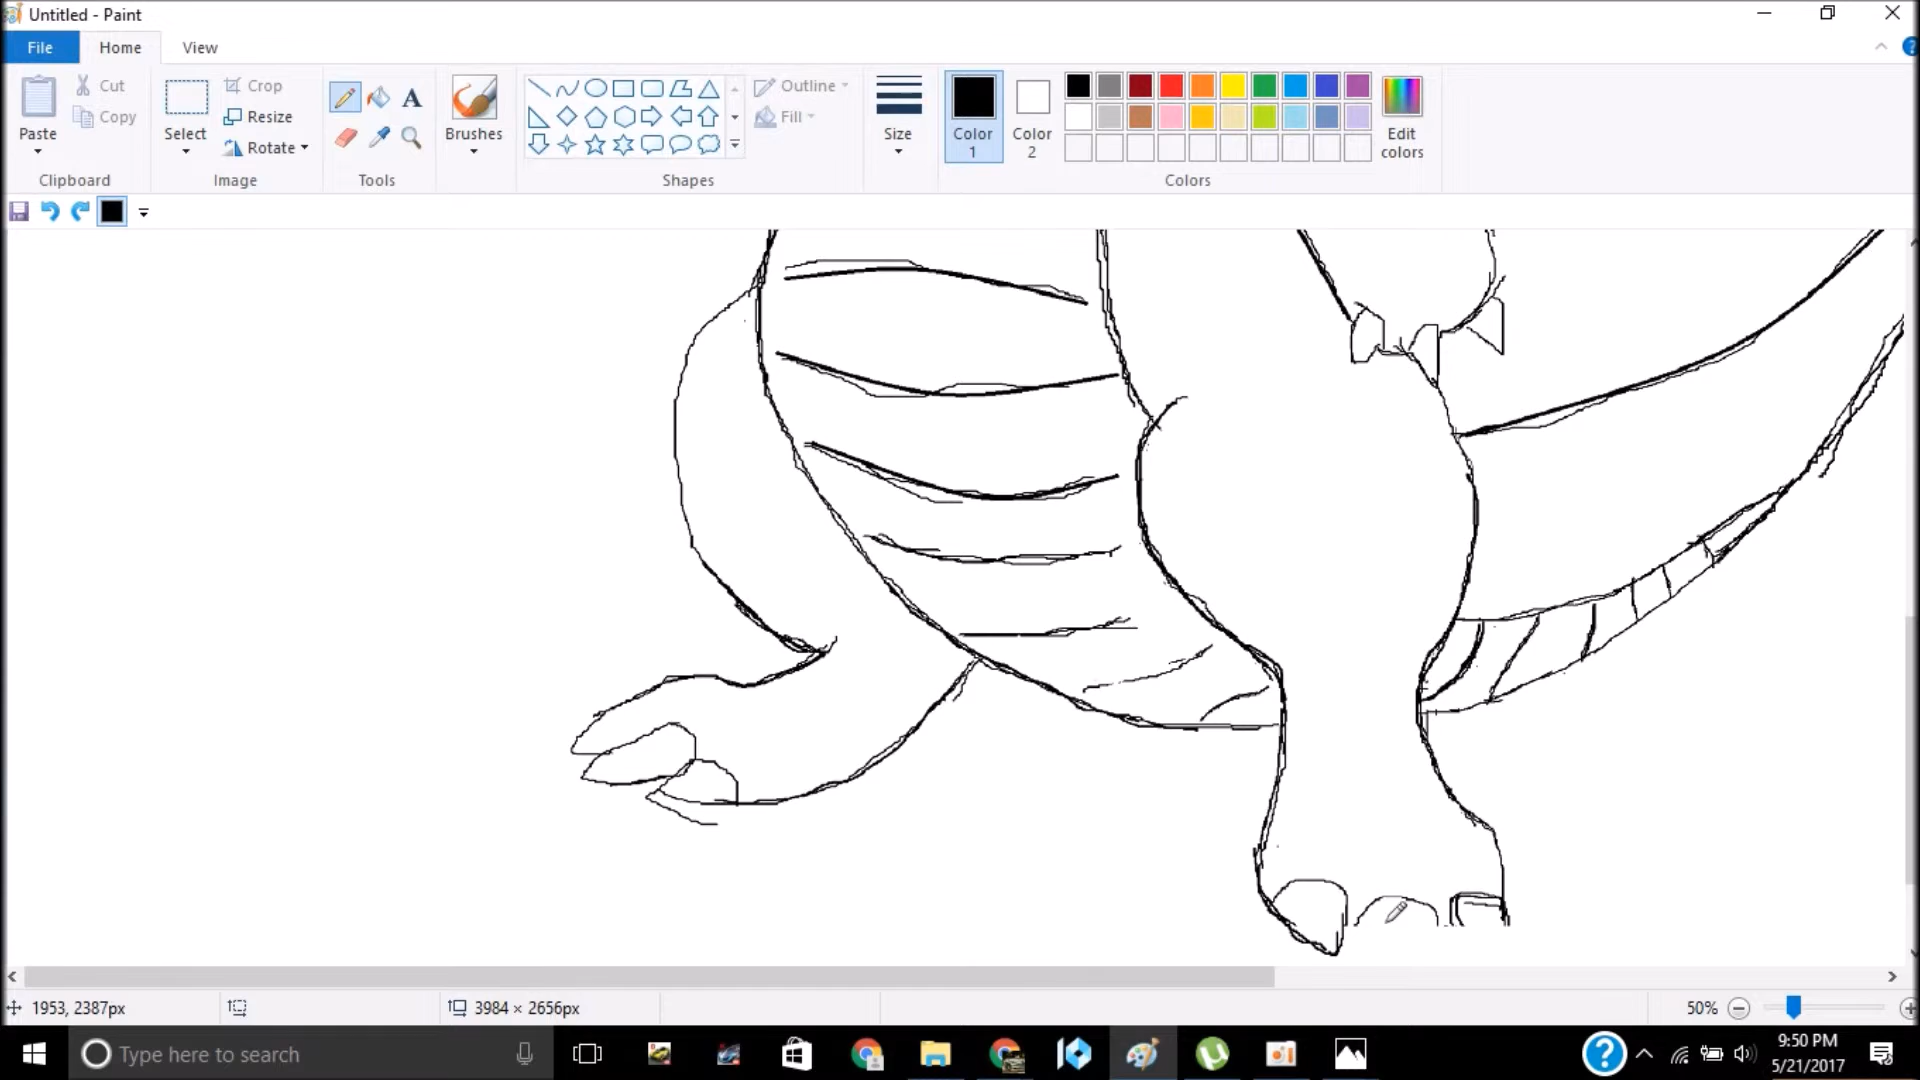 Untitled - Paint
File Home View
Paste Cut Copy
Clipboard
Select Crop Resize Rotate
Image
A
Tools
Brushes
Shapes
Outline Fill
Size
Color 1
Color 2
Edit colors
Colors
1953, 2387px 3984 × 2656px 50%
Type here to search
9:50 PM
5/21/2017